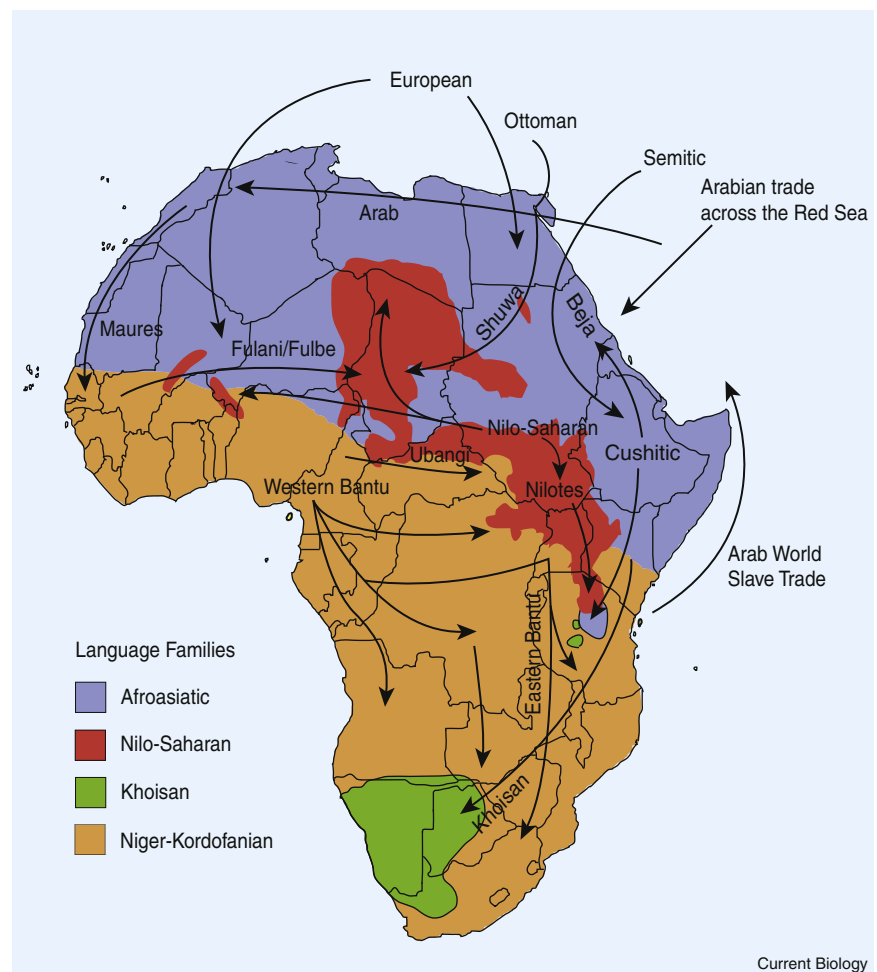 European
Ottoman
Semitic
Arabian trade
across the Red Sea
Arab
Shuwa
Beja
Maures
Fulani/Fulbe
Nilo-Saharan
Ubangi
Cushitic
Western Bantu
Nilotes
Arab World
Slave Trade
Eastern Bantu
Khoisan
Language Families
Afroasiatic
Nilo-Saharan
Khoisan
Niger-Kordofanian
Current Biology